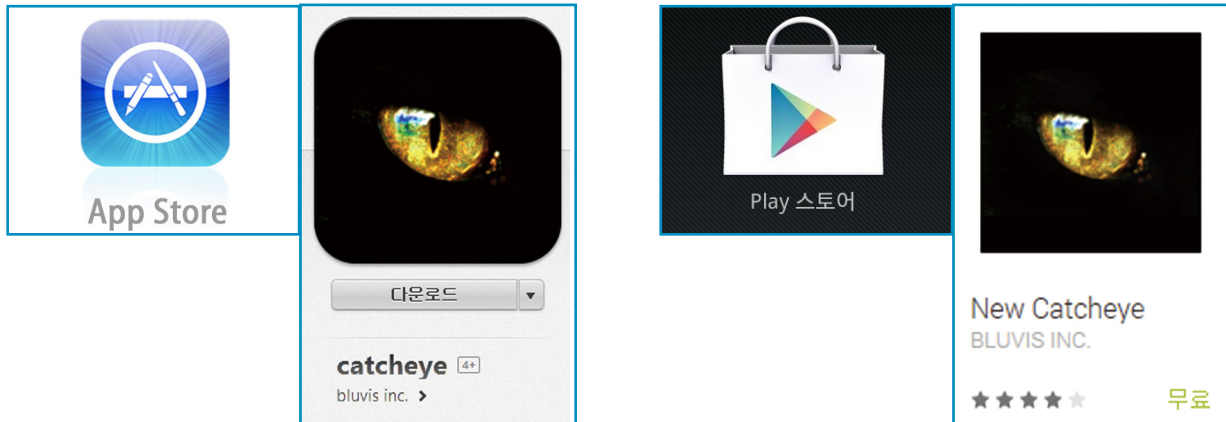 App Store
다운로드
catcheye 4+
bluvis inc.
Play 스토어
New Catcheye
BLUVIS INC.
무료